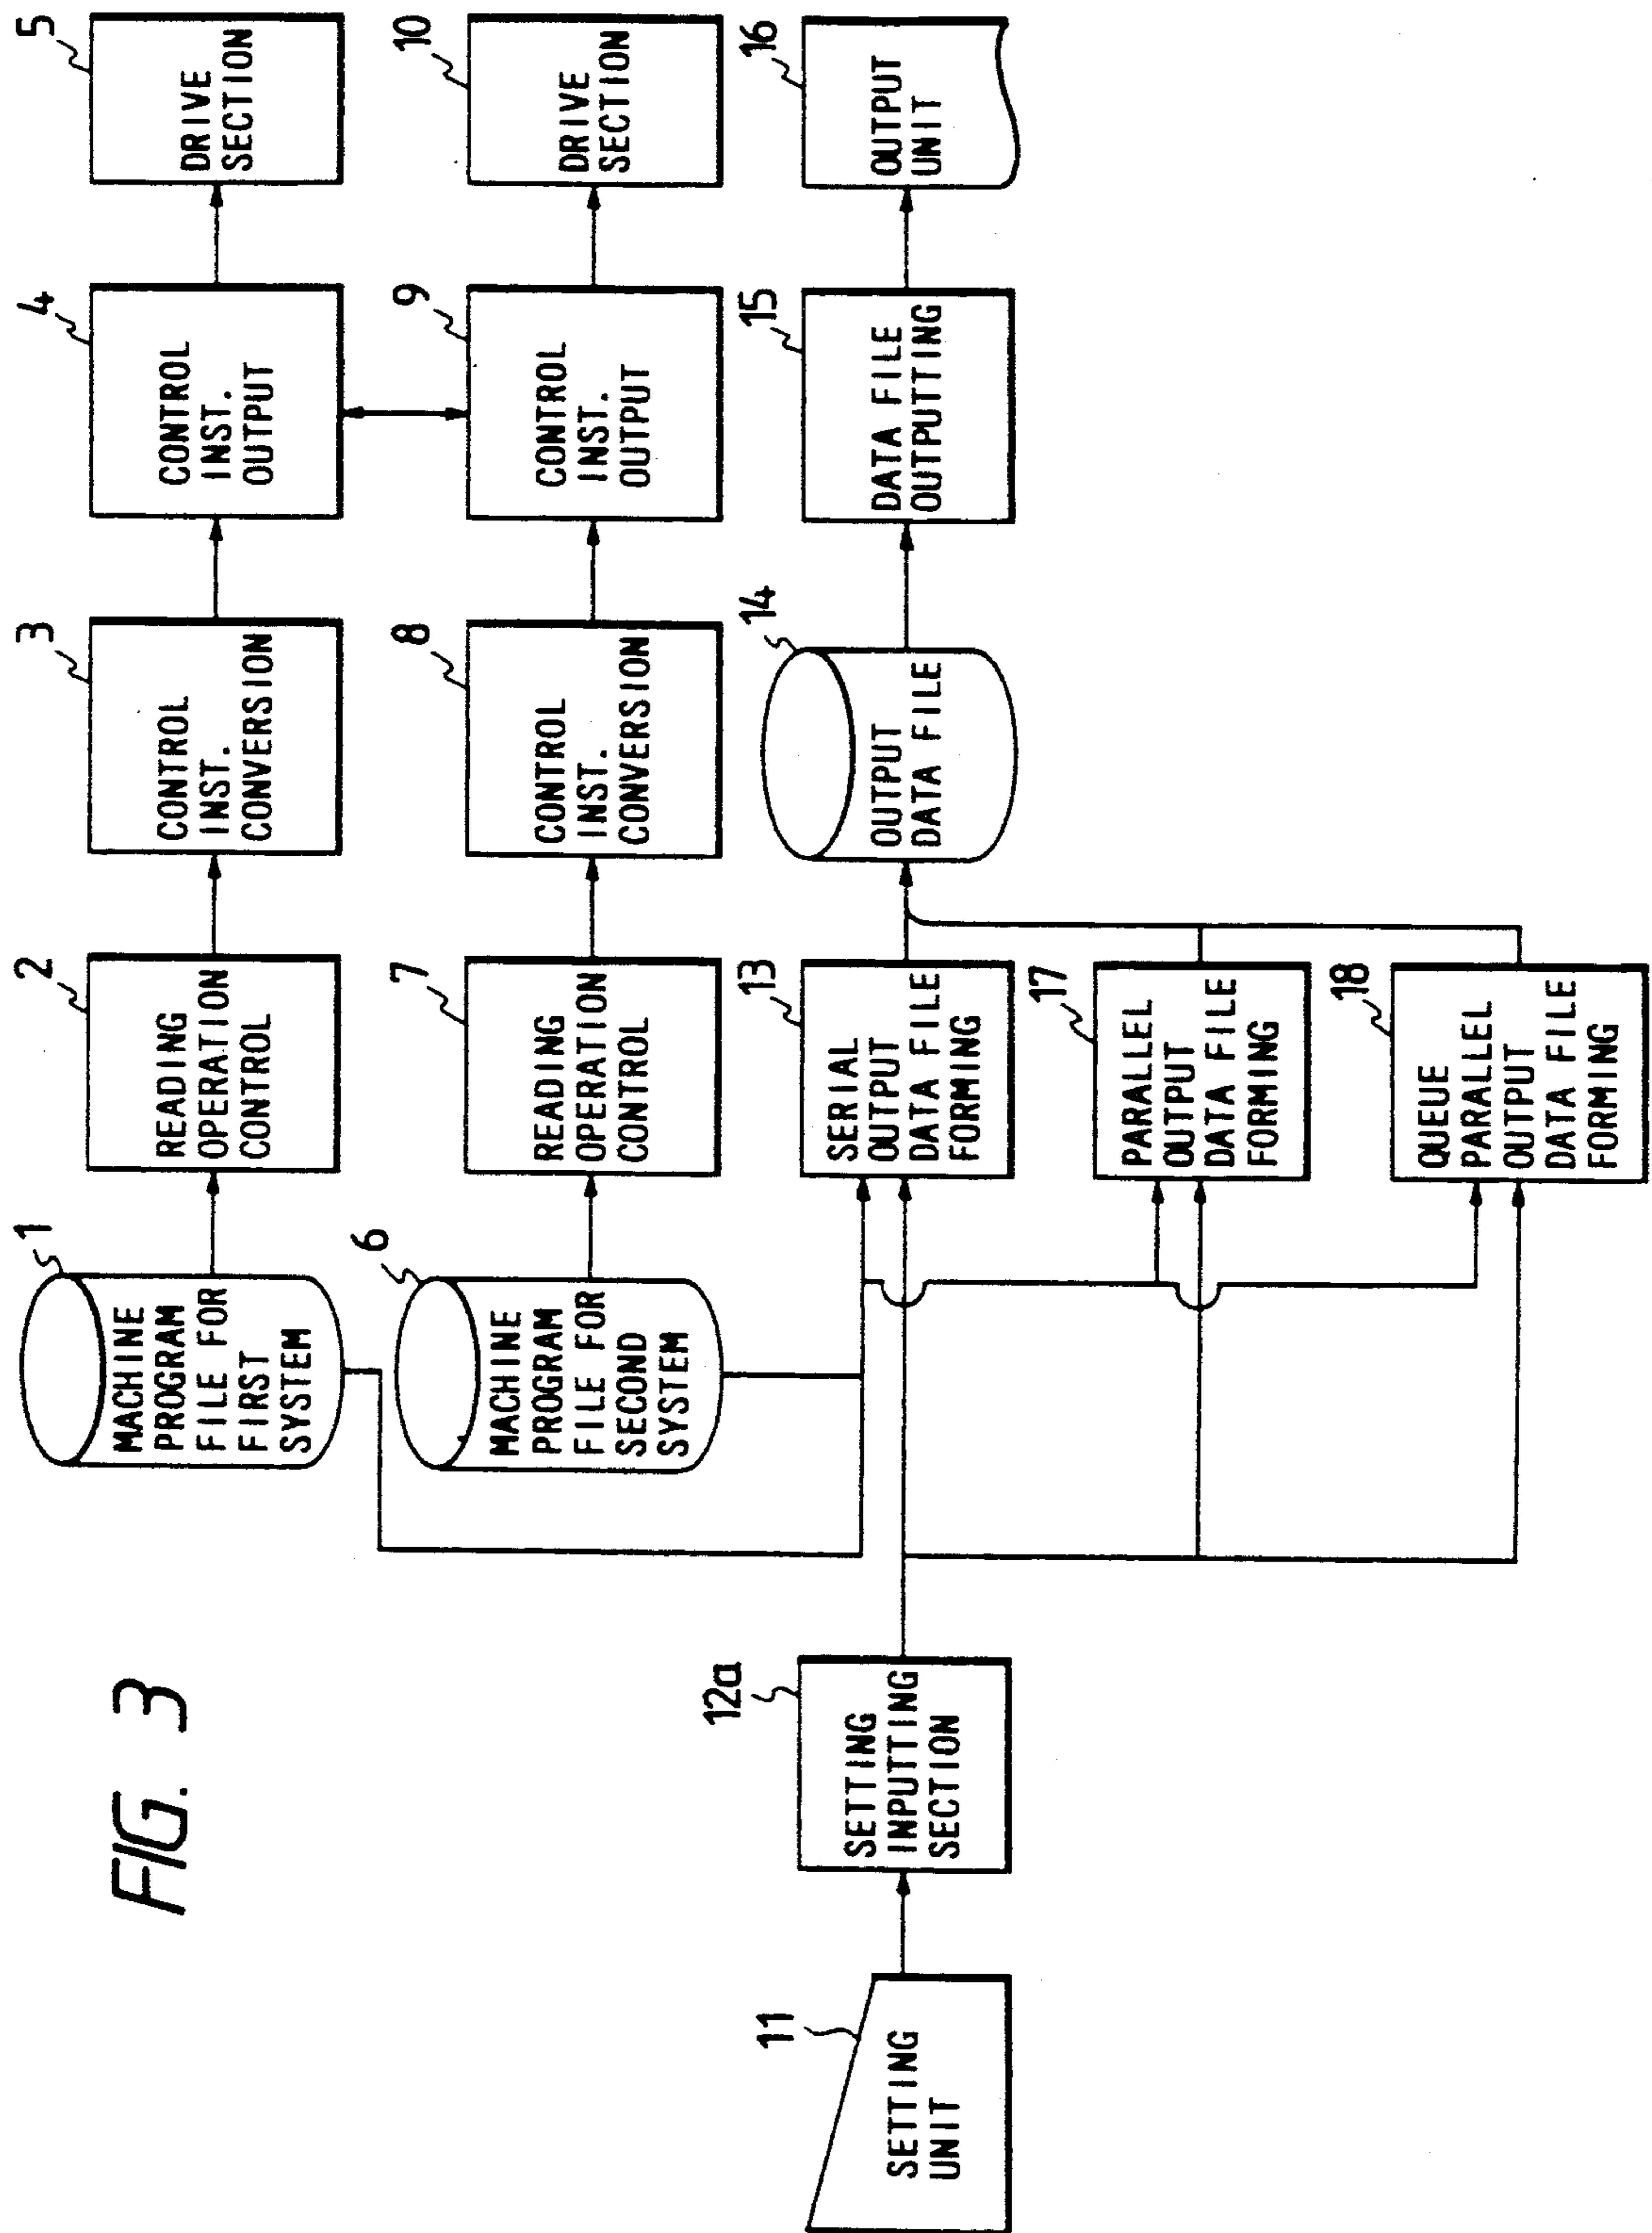 FIG. 3
1
MACHINE
PROGRAM
FILE FOR
FIRST
SYSTEM
2
READING
OPERATION
CONTROL
3
CONTROL
INST.
CONVERSION
4
CONTROL
INST.
OUTPUT
5
DRIVE
SECTION
6
MACHINE
PROGRAM
FILE FOR
SECOND
SYSTEM
7
READING
OPERATION
CONTROL
8
CONTROL
INST.
CONVERSION
9
CONTROL
INST.
OUTPUT
10
DRIVE
SECTION
11
SETTING
UNIT
12a
SETTING
INPUTTING
SECTION
13
SERIAL
OUTPUT
DATA FILE
FORMING
14
OUTPUT
DATA FILE
15
DATA FILE
OUTPUTTING
16
OUTPUT
UNIT
17
PARALLEL
OUTPUT
DATA FILE
FORMING
18
QUEUE
PARALLEL
OUTPUT
DATA FILE
FORMING